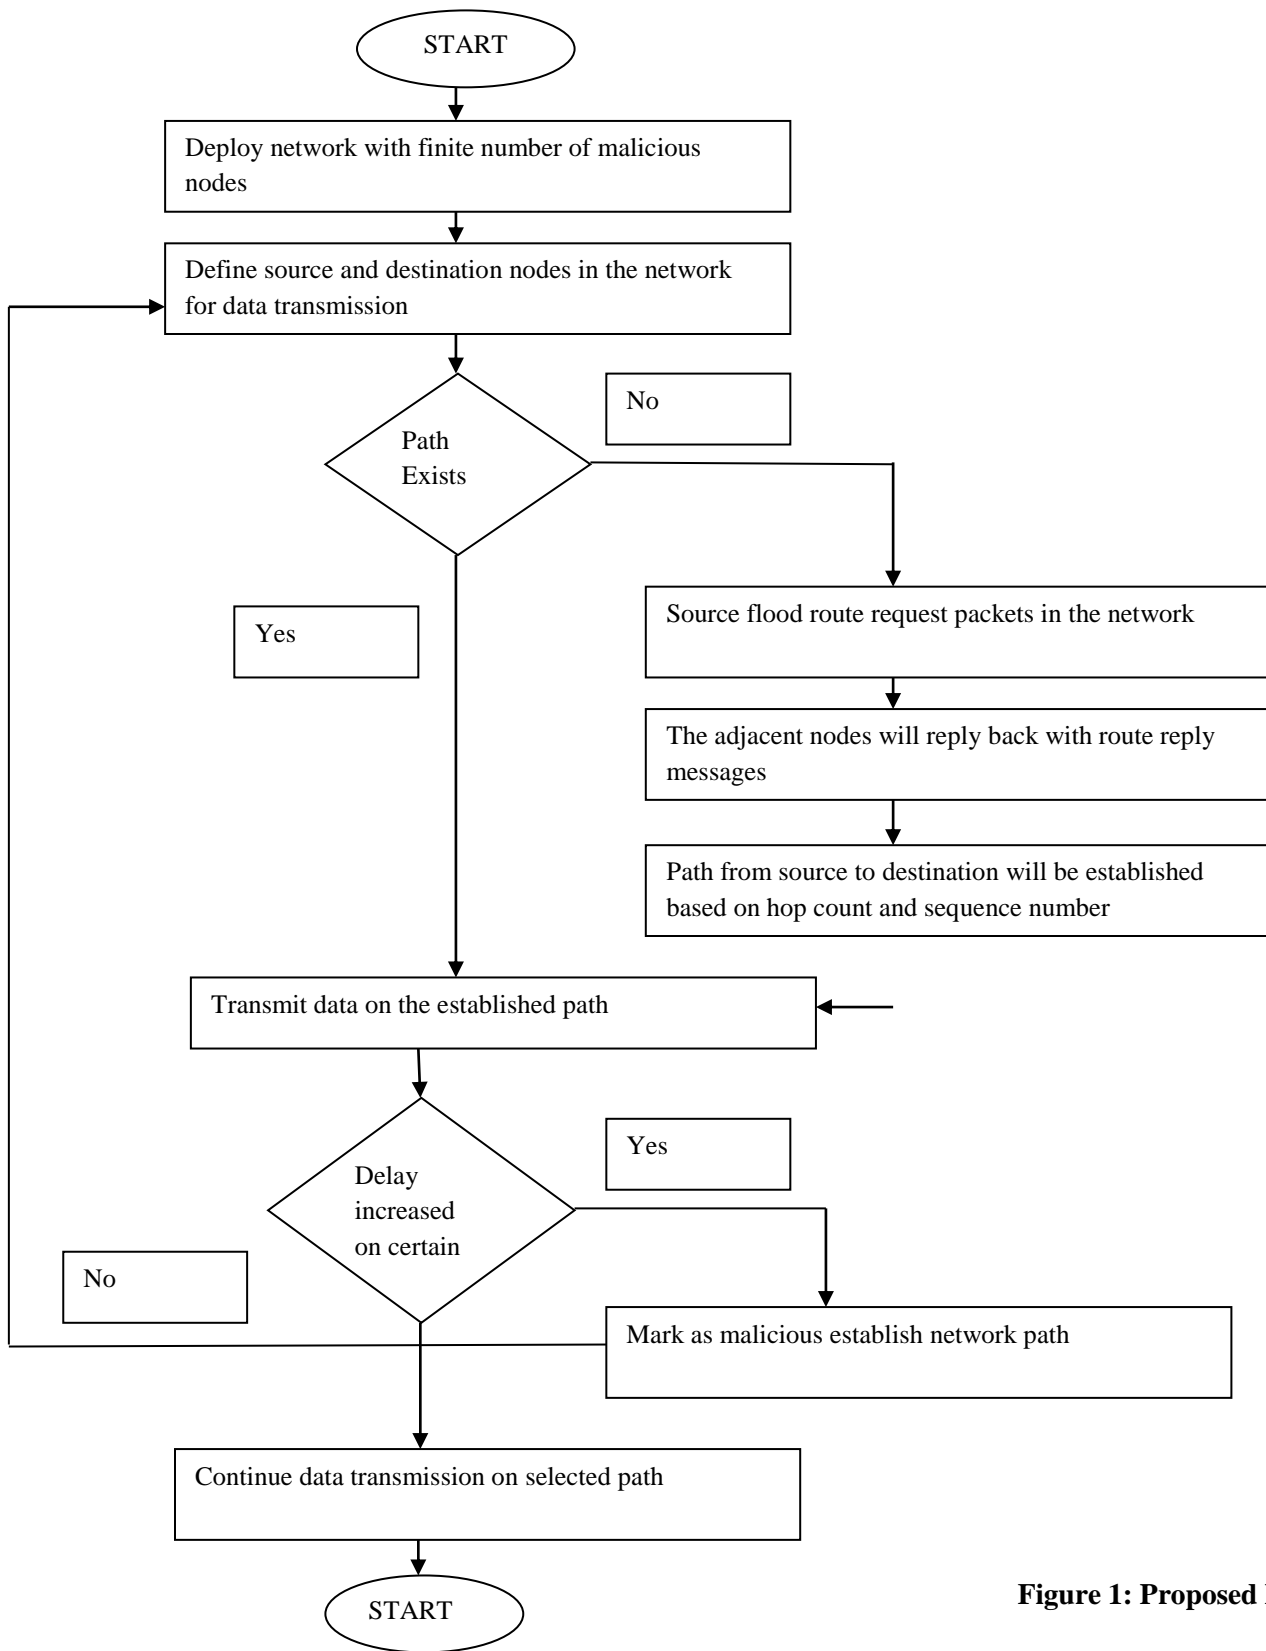 START
Deploy network with finite number of malicious
nodes
Define source and destination nodes in the network
for data transmission
No
Path
Exists
Source flood route request packets in the network
Yes
The adjacent nodes will reply back with route reply
messages
Path from source to destination will be established
based on hop count and sequence number
Transmit data on the established path
Yes
Delay
increased
on certain
No
Mark as malicious establish network path
Continue data transmission on selected path
START
Figure 1: Proposed